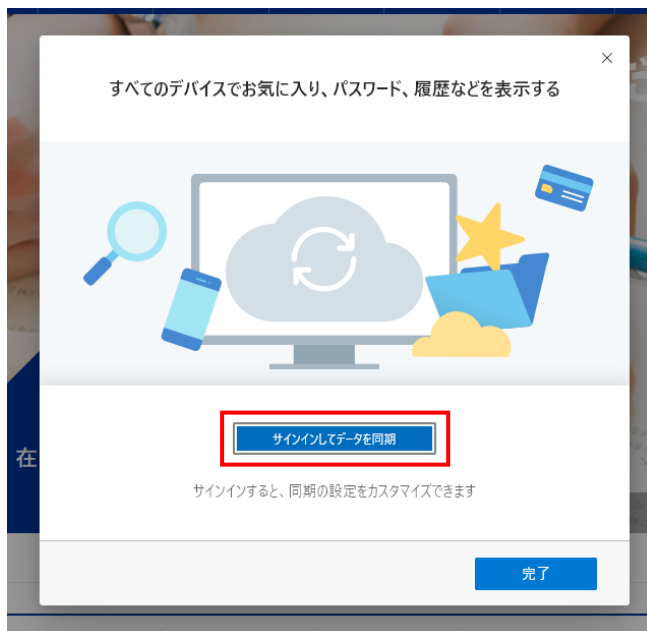 すべてのデバイスでお気に入り、パスワード、履歴などを表示する
在
サインインしてデータを同期
サインインすると、同期の設定をカスタマイズできます
完了